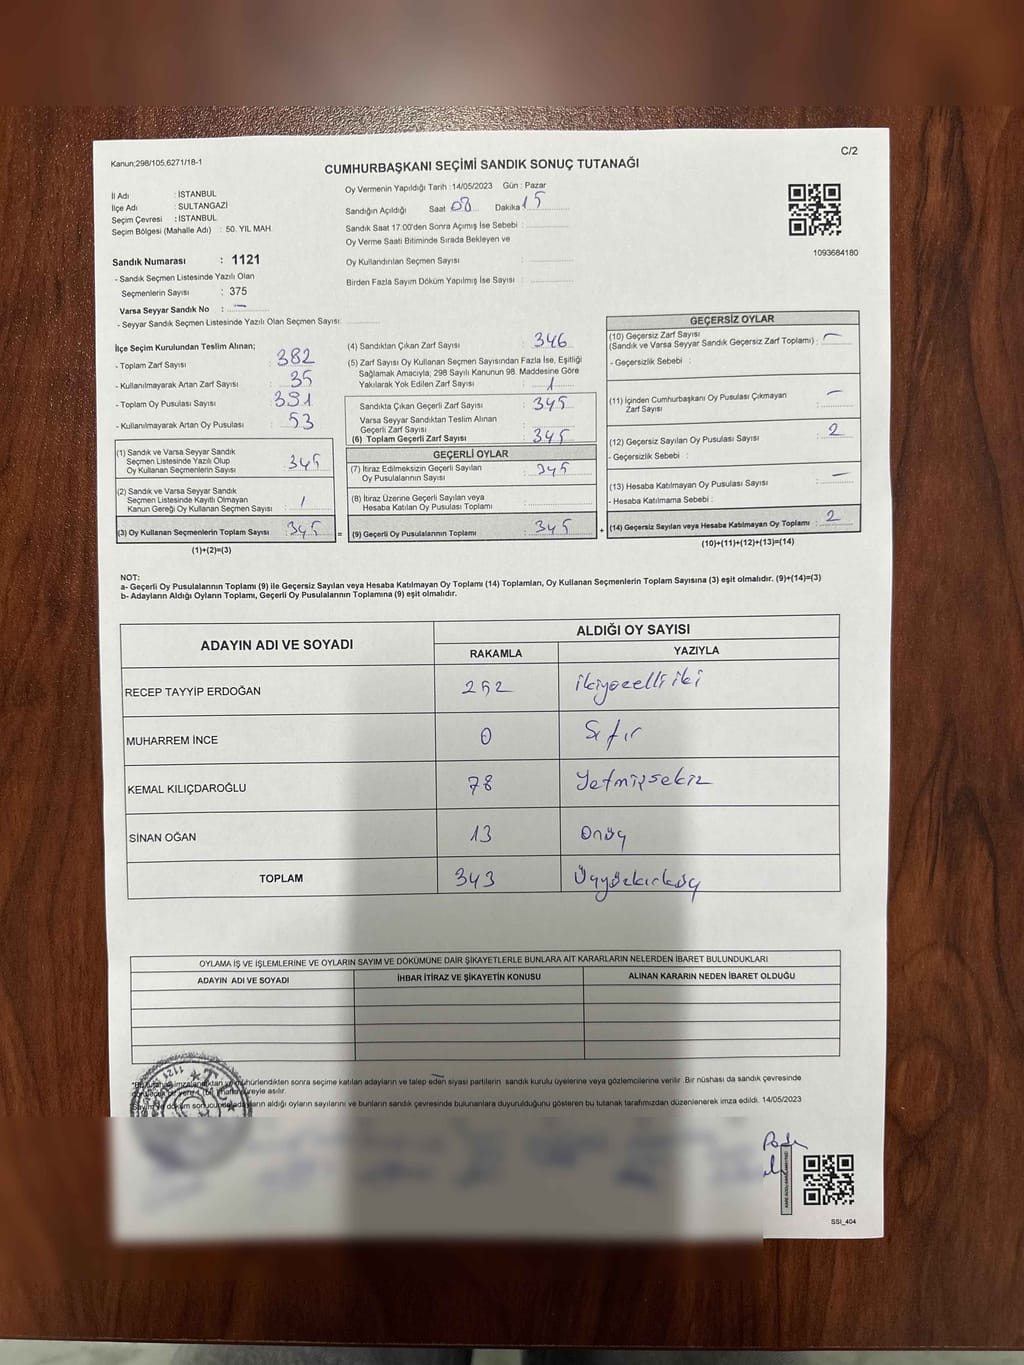 Kanun;298/105;6271/18-1
C/2
CUMHURBAŞKANI SEÇİMİ SANDIK SONUÇ TUTANAĞI
İl Adı : İSTANBUL
İlçe Adı : SULTANGAZİ
Seçim Çevresi : İSTANBUL
Seçim Bölgesi (Mahalle Adı) : 50. YIL MAH.
Oy Vermenin Yapıldığı Tarih :14/05/2023 Gün : Pazar
Sandığın Açıldığı Saat 08 Dakika 15
Sandık Saat 17:00'den Sonra Açımış İse Sebebi :
Oy Verme Saati Bitiminde Sırada Bekleyen ve
Oy Kullandırılan Seçmen Sayısı :
Birden Fazla Sayım Döküm Yapılmış İse Sayısı :
1093684180
Sandık Numarası : 1121
- Sandık Seçmen Listesinde Yazılı Olan
Seçmenlerin Sayısı : 375
Varsa Seyyar Sandık No : —
- Seyyar Sandık Seçmen Listesinde Yazılı Olan Seçmen Sayısı:
İlçe Seçim Kurulundan Teslim Alınan;
- Toplam Zarf Sayısı : 382
- Kullanılmayarak Artan Zarf Sayısı : 35
- Toplam Oy Pusulası Sayısı : 391
- Kullanılmayarak Artan Oy Pusulası : 53
(1) Sandık ve Varsa Seyyar Sandık
Seçmen Listesinde Yazılı Olup
Oy Kullanan Seçmenlerin Sayısı : 345
(2) Sandık ve Varsa Seyyar Sandık
Seçmen Listesinde Kayıtlı Olmayan
Kanun Gereği Oy Kullanan Seçmen Sayısı : 1
(3) Oy Kullanan Seçmenlerin Toplam Sayısı : 345 =
(1)+(2)=(3)
(4) Sandıktan Çıkan Zarf Sayısı : 346
(5) Zarf Sayısı Oy Kullanan Seçmen Sayısından Fazla İse, Eşitliği
Sağlamak Amacıyla; 298 Sayılı Kanunun 98. Maddesine Göre
Yakılarak Yok Edilen Zarf Sayısı : 1
Sandıkta Çıkan Geçerli Zarf Sayısı : 345
Varsa Seyyar Sandıktan Teslim Alınan
Geçerli Zarf Sayısı :
(6) Toplam Geçerli Zarf Sayısı : 345
GEÇERLİ OYLAR
(7) İtiraz Edilmeksizin Geçerli Sayılan
Oy Pusulasının Sayısı : 345
(8) İtiraz Üzerine Geçerli Sayılan veya
Hesaba Katılan Oy Pusulası Toplamı :
(9) Geçerli Oy Pusulalarının Toplamı : 345 +
GEÇERSİZ OYLAR
(10) Geçersiz Zarf Sayısı
(Sandık ve Varsa Seyyar Sandık Geçersiz Zarf Toplamı) : —
- Geçersizlik Sebebi :
(11) İçinden Cumhurbaşkanı Oy Pusulası Çıkmayan
Zarf Sayısı : —
(12) Geçersiz Sayılan Oy Pusulası Sayısı : 2
- Geçersizlik Sebebi :
(13) Hesaba Katılmayan Oy Pusulası Sayısı : —
- Hesaba Katılmama Sebebi :
(14) Geçersiz Sayılan veya Hesaba Katılmayan Oy Toplamı : 2
(10)+(11)+(12)+(13)=(14)
NOT:
a- Geçerli Oy Pusulalarının Toplamı (9) ile Geçersiz Sayılan veya Hesaba Katılmayan Oy Toplamı (14) Toplamları, Oy Kullanan Seçmenlerin Toplam Sayısına (3) eşit olmalıdır. (9)+(14)=(3)
b- Adayların Aldığı Oyların Toplamı, Geçerli Oy Pusulalarının Toplamına (9) eşit olmalıdır.
ADAYIN ADI VE SOYADI ALDIĞI OY SAYISI
RAKAMLA YAZIYLA
RECEP TAYYİP ERDOĞAN 252 ikiyüzelliiki
MUHARREM İNCE 0 Sıfır
KEMAL KILIÇDAROĞLU 78 Yetmişsekiz
SİNAN OĞAN 13 Onüç
TOPLAM 343 Üçyüzkırküç
OYLAMA İŞ VE İŞLEMLERİNE VE OYLARIN SAYIM VE DÖKÜMÜNE DAİR ŞİKAYETLERLE BUNLARA AİT KARARLARIN NELERDEN İBARET BULUNDUKLARI
ADAYIN ADI VE SOYADI İHBAR İTİRAZ VE ŞİKAYETİN KONUSU ALINAN KARARIN NEDEN İBARET OLDUĞU
imzalandıktan mühürlendikten sonra seçime katılan adayların ve talep eden siyasi partilerin sandık kurulu üyelerine veya gözlemcilerine verilir. Bir nüshası da sandık çevresinde
süreyle asılır.
Sayım ve döküm sonucunda adayların aldığı oyların sayılarını ve bunların sandık çevresinde bulunanlara duyurulduğunu gösteren bu tutanak tarafımızdan düzenlenerek imza edildi. 14/05/2023
1121 T.C.
SSI_404